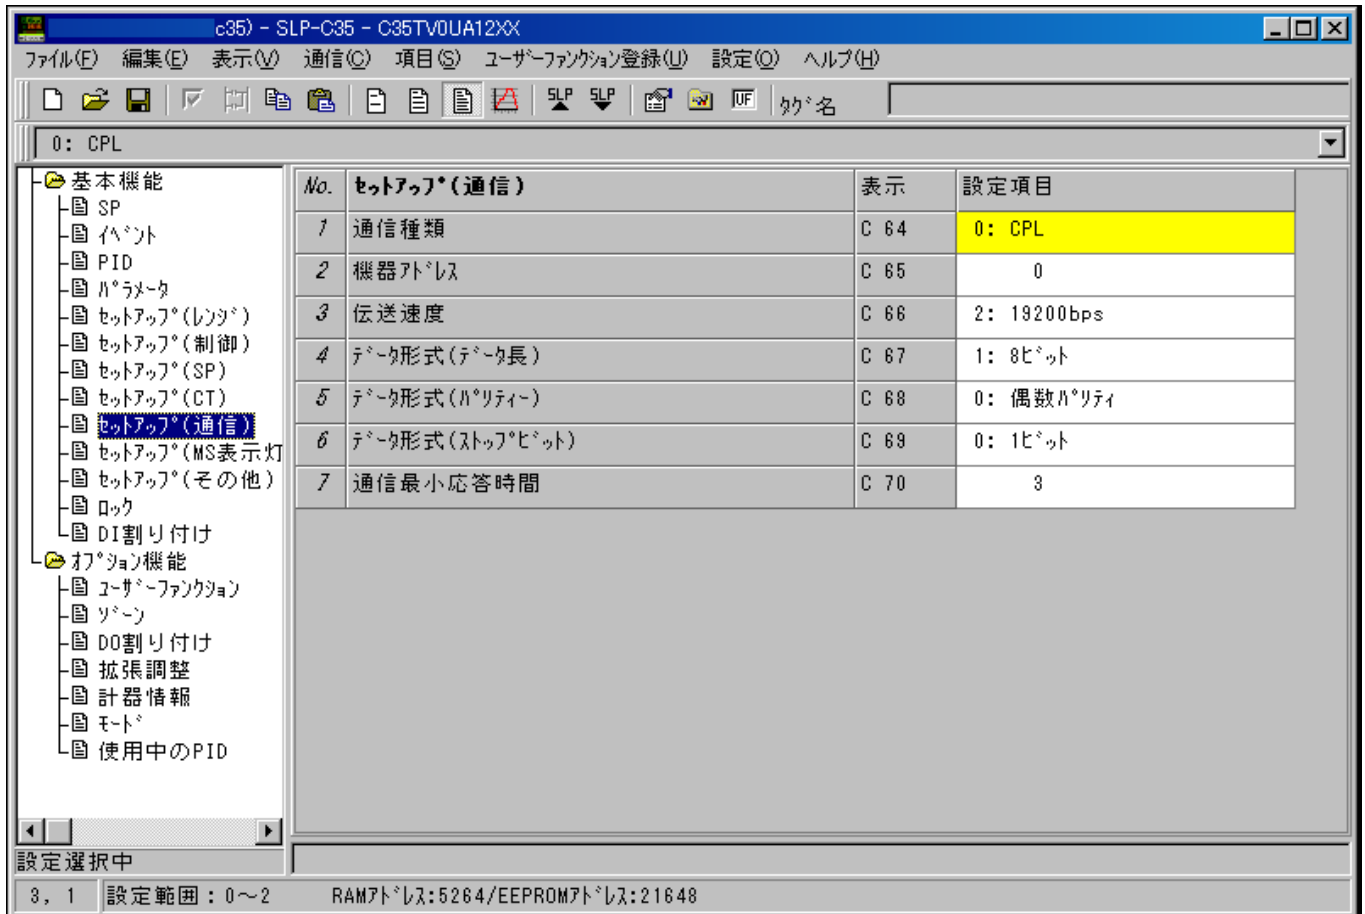 c35) - SLP-C35 - C35TV0UA12XX
ﾌｧｲﾙ(F) 編集(E) 表示(V) 通信(C) 項目(S) ﾕｰｻﾞｰﾌｧﾝｸｼｮﾝ登録(U) 設定(O) ﾍﾙﾌﾟ(H)
SLP SLP UF ﾀｸﾞ名
0: CPL
基本機能
SP
ｲﾍﾞﾝﾄ
PID
ﾊﾟﾗﾒｰﾀ
ｾｯﾄｱｯﾌﾟ(ﾚﾝｼﾞ)
ｾｯﾄｱｯﾌﾟ(制御)
ｾｯﾄｱｯﾌﾟ(SP)
ｾｯﾄｱｯﾌﾟ(CT)
ｾｯﾄｱｯﾌﾟ(通信)
ｾｯﾄｱｯﾌﾟ(MS表示灯
ｾｯﾄｱｯﾌﾟ(その他)
ﾛｯｸ
DI割り付け
ｵﾌﾟｼｮﾝ機能
ﾕｰｻﾞｰﾌｧﾝｸｼｮﾝ
ｿﾞｰﾝ
DO割り付け
拡張調整
計器情報
ﾓｰﾄﾞ
使用中のPID
No. ｾｯﾄｱｯﾌﾟ(通信) 表示 設定項目
1 通信種類 C 64 0: CPL
2 機器ｱﾄﾞﾚｽ C 65 0
3 伝送速度 C 66 2: 19200bps
4 ﾃﾞｰﾀ形式(ﾃﾞｰﾀ長) C 67 1: 8ﾋﾞｯﾄ
5 ﾃﾞｰﾀ形式(ﾊﾟﾘﾃｨｰ) C 68 0: 偶数ﾊﾟﾘﾃｨ
6 ﾃﾞｰﾀ形式(ｽﾄｯﾌﾟﾋﾞｯﾄ) C 69 0: 1ﾋﾞｯﾄ
7 通信最小応答時間 C 70 3
設定選択中
3, 1 設定範囲：0～2 RAMｱﾄﾞﾚｽ:5264/EEPROMｱﾄﾞﾚｽ:21648